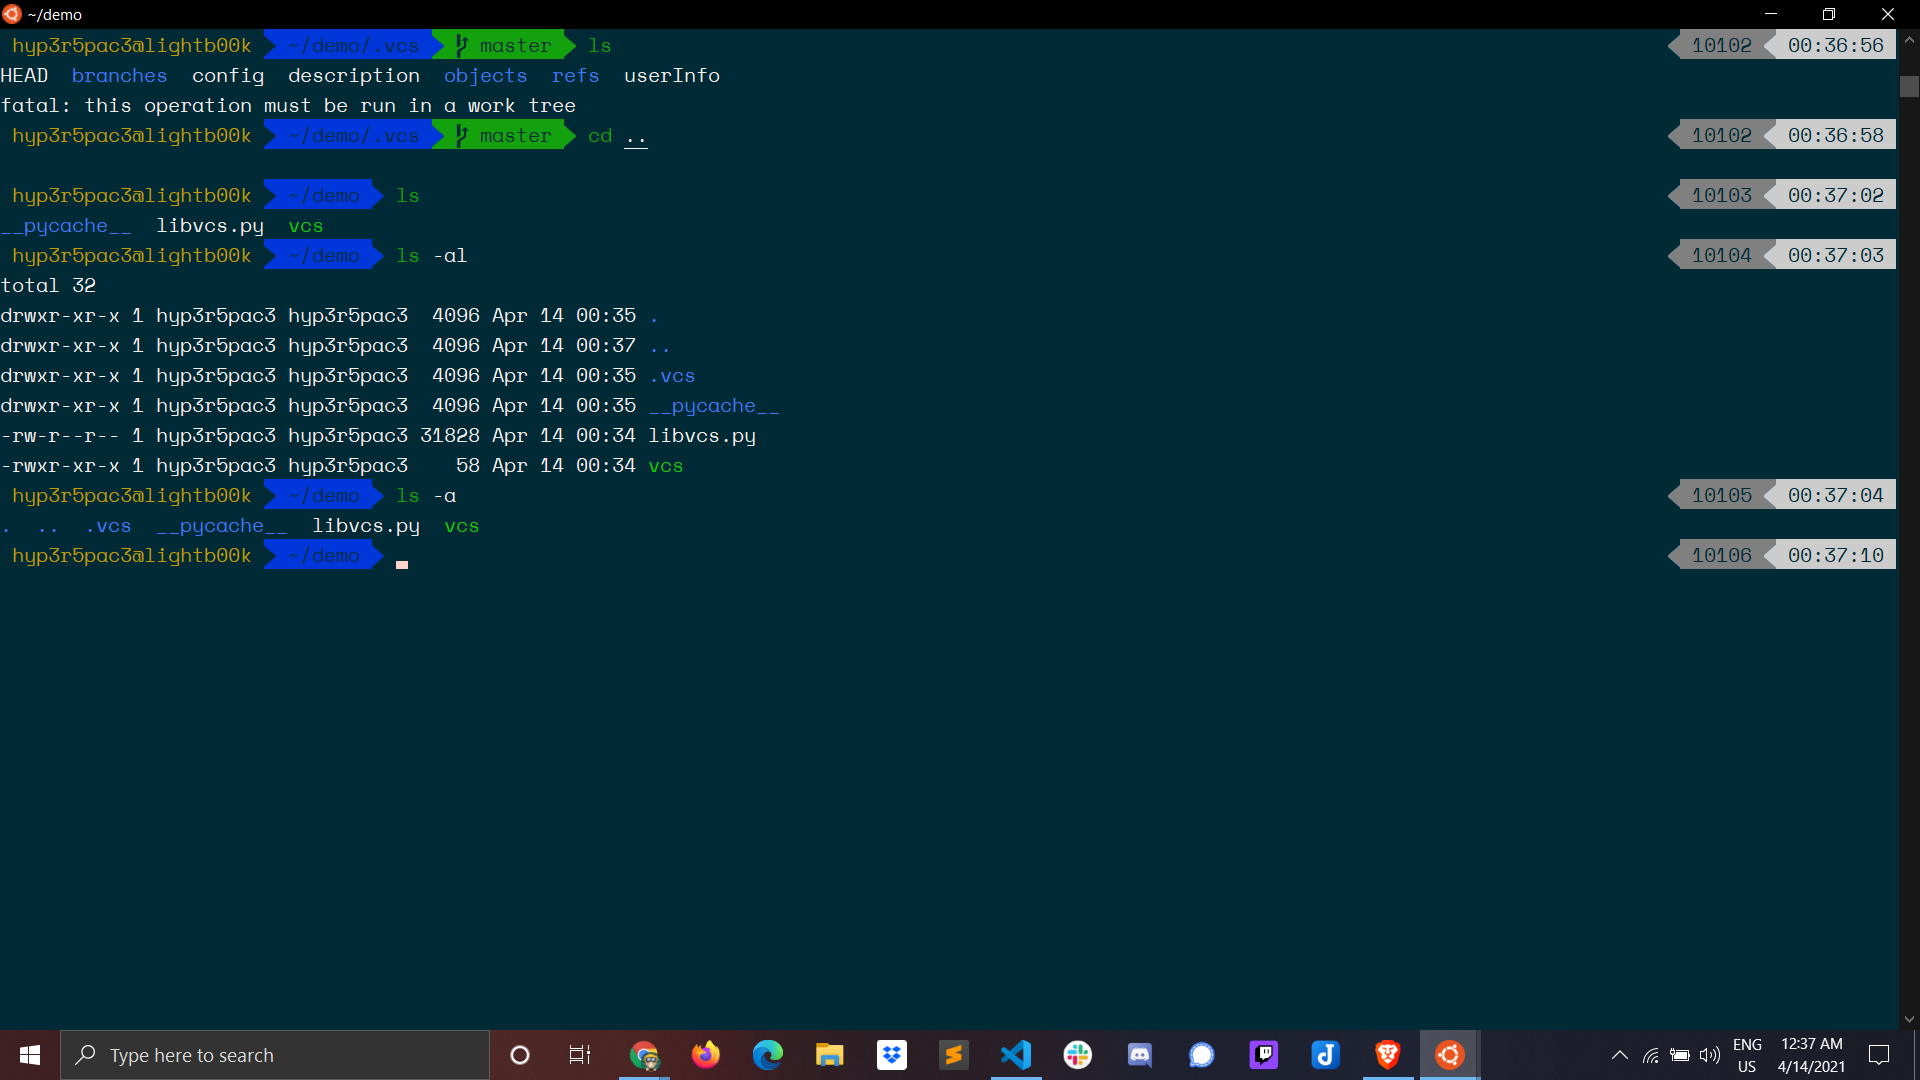 ~/demo
hyp3r5pac3@lightb00k ~/demo/.vcs master ls 10102 00:36:56
HEAD branches config description objects refs userInfo
fatal: this operation must be run in a work tree
hyp3r5pac3@lightb00k ~/demo/.vcs master cd .. 10102 00:36:58
hyp3r5pac3@lightb00k ~/demo ls 10103 00:37:02
__pycache__ libvcs.py vcs
hyp3r5pac3@lightb00k ~/demo ls -al 10104 00:37:03
total 32
drwxr-xr-x 1 hyp3r5pac3 hyp3r5pac3 4096 Apr 14 00:35 .
drwxr-xr-x 1 hyp3r5pac3 hyp3r5pac3 4096 Apr 14 00:37 ..
drwxr-xr-x 1 hyp3r5pac3 hyp3r5pac3 4096 Apr 14 00:35 .vcs
drwxr-xr-x 1 hyp3r5pac3 hyp3r5pac3 4096 Apr 14 00:35 __pycache__
-rw-r--r-- 1 hyp3r5pac3 hyp3r5pac3 31828 Apr 14 00:34 libvcs.py
-rwxr-xr-x 1 hyp3r5pac3 hyp3r5pac3 58 Apr 14 00:34 vcs
hyp3r5pac3@lightb00k ~/demo ls -a 10105 00:37:04
. .. .vcs __pycache__ libvcs.py vcs
hyp3r5pac3@lightb00k ~/demo 10106 00:37:10
Type here to search
ENG
US
12:37 AM
4/14/2021